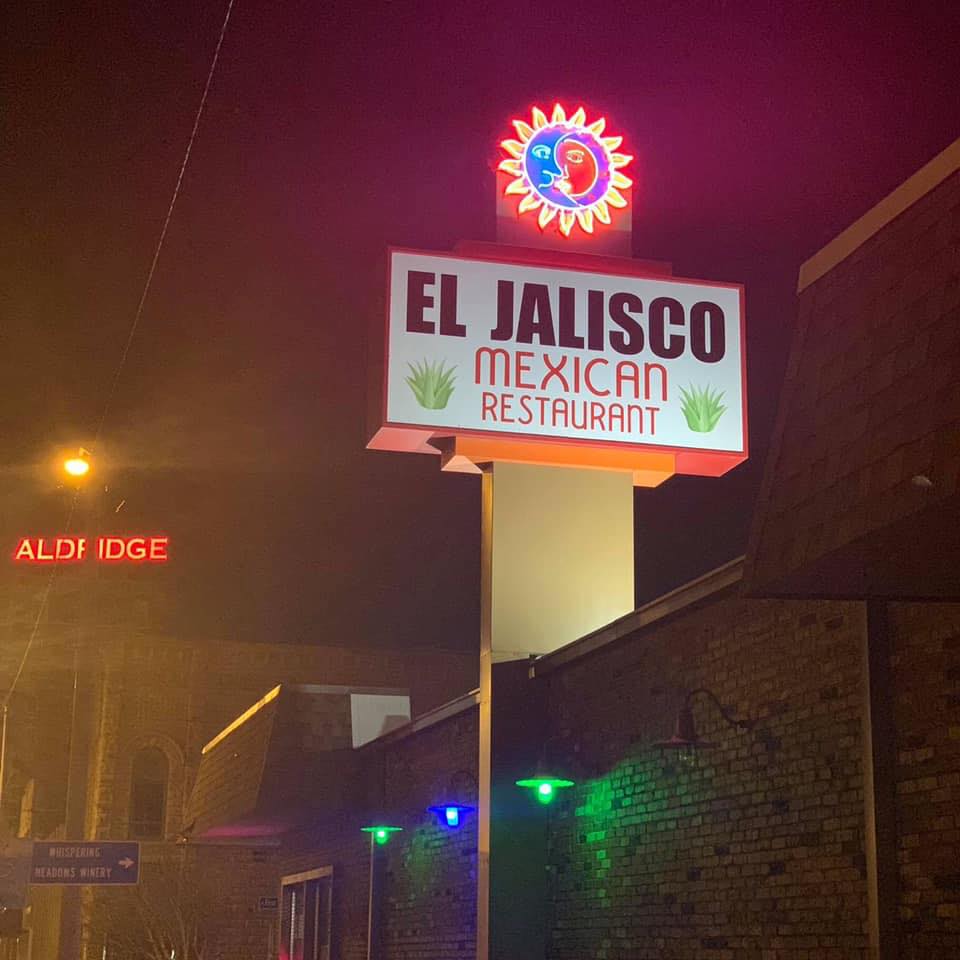 EL JALISCO
MEXICAN
RESTAURANT
ALDRIDGE
WHISPERING
MEADOWS WINERY